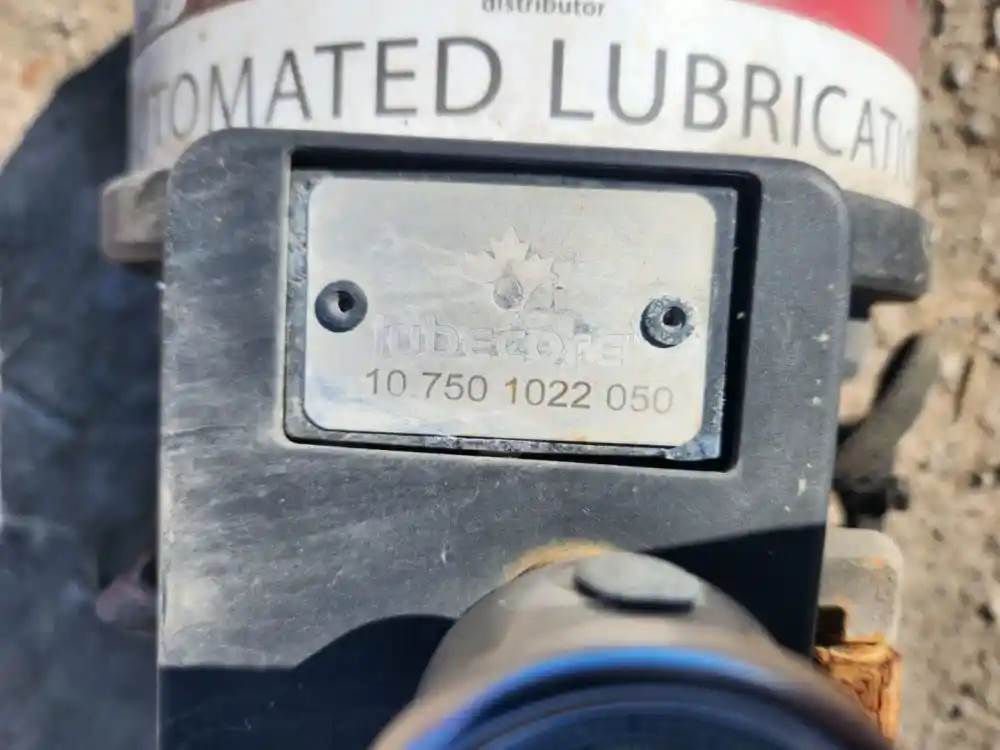 distributor
TOMATED LUBRICATI
lubecore
10 750 1022 050